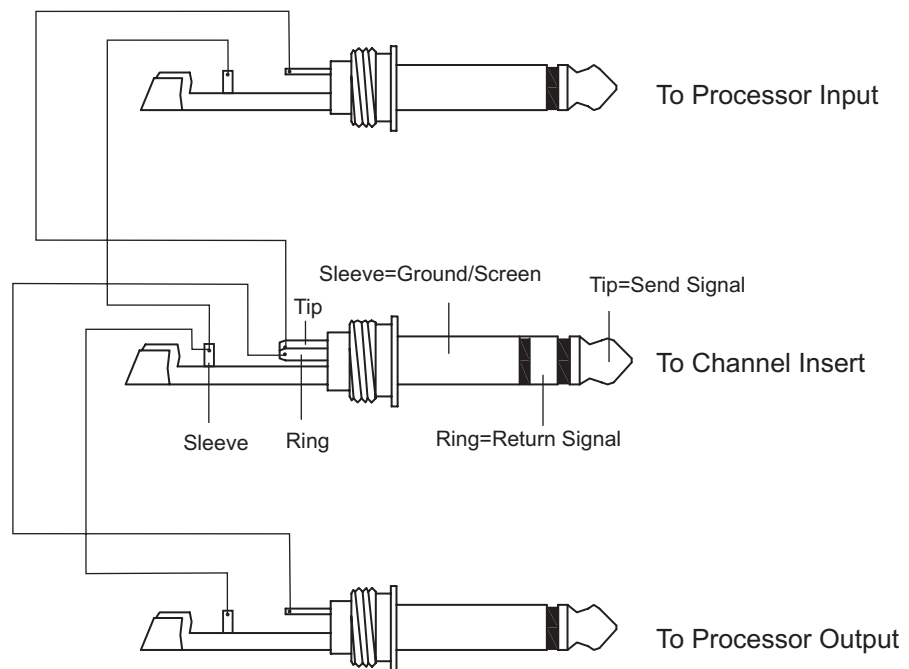 To Processor Input
Sleeve=Ground/Screen
Tip
Tip=Send Signal
To Channel Insert
Sleeve
Ring
Ring=Return Signal
To Processor Output